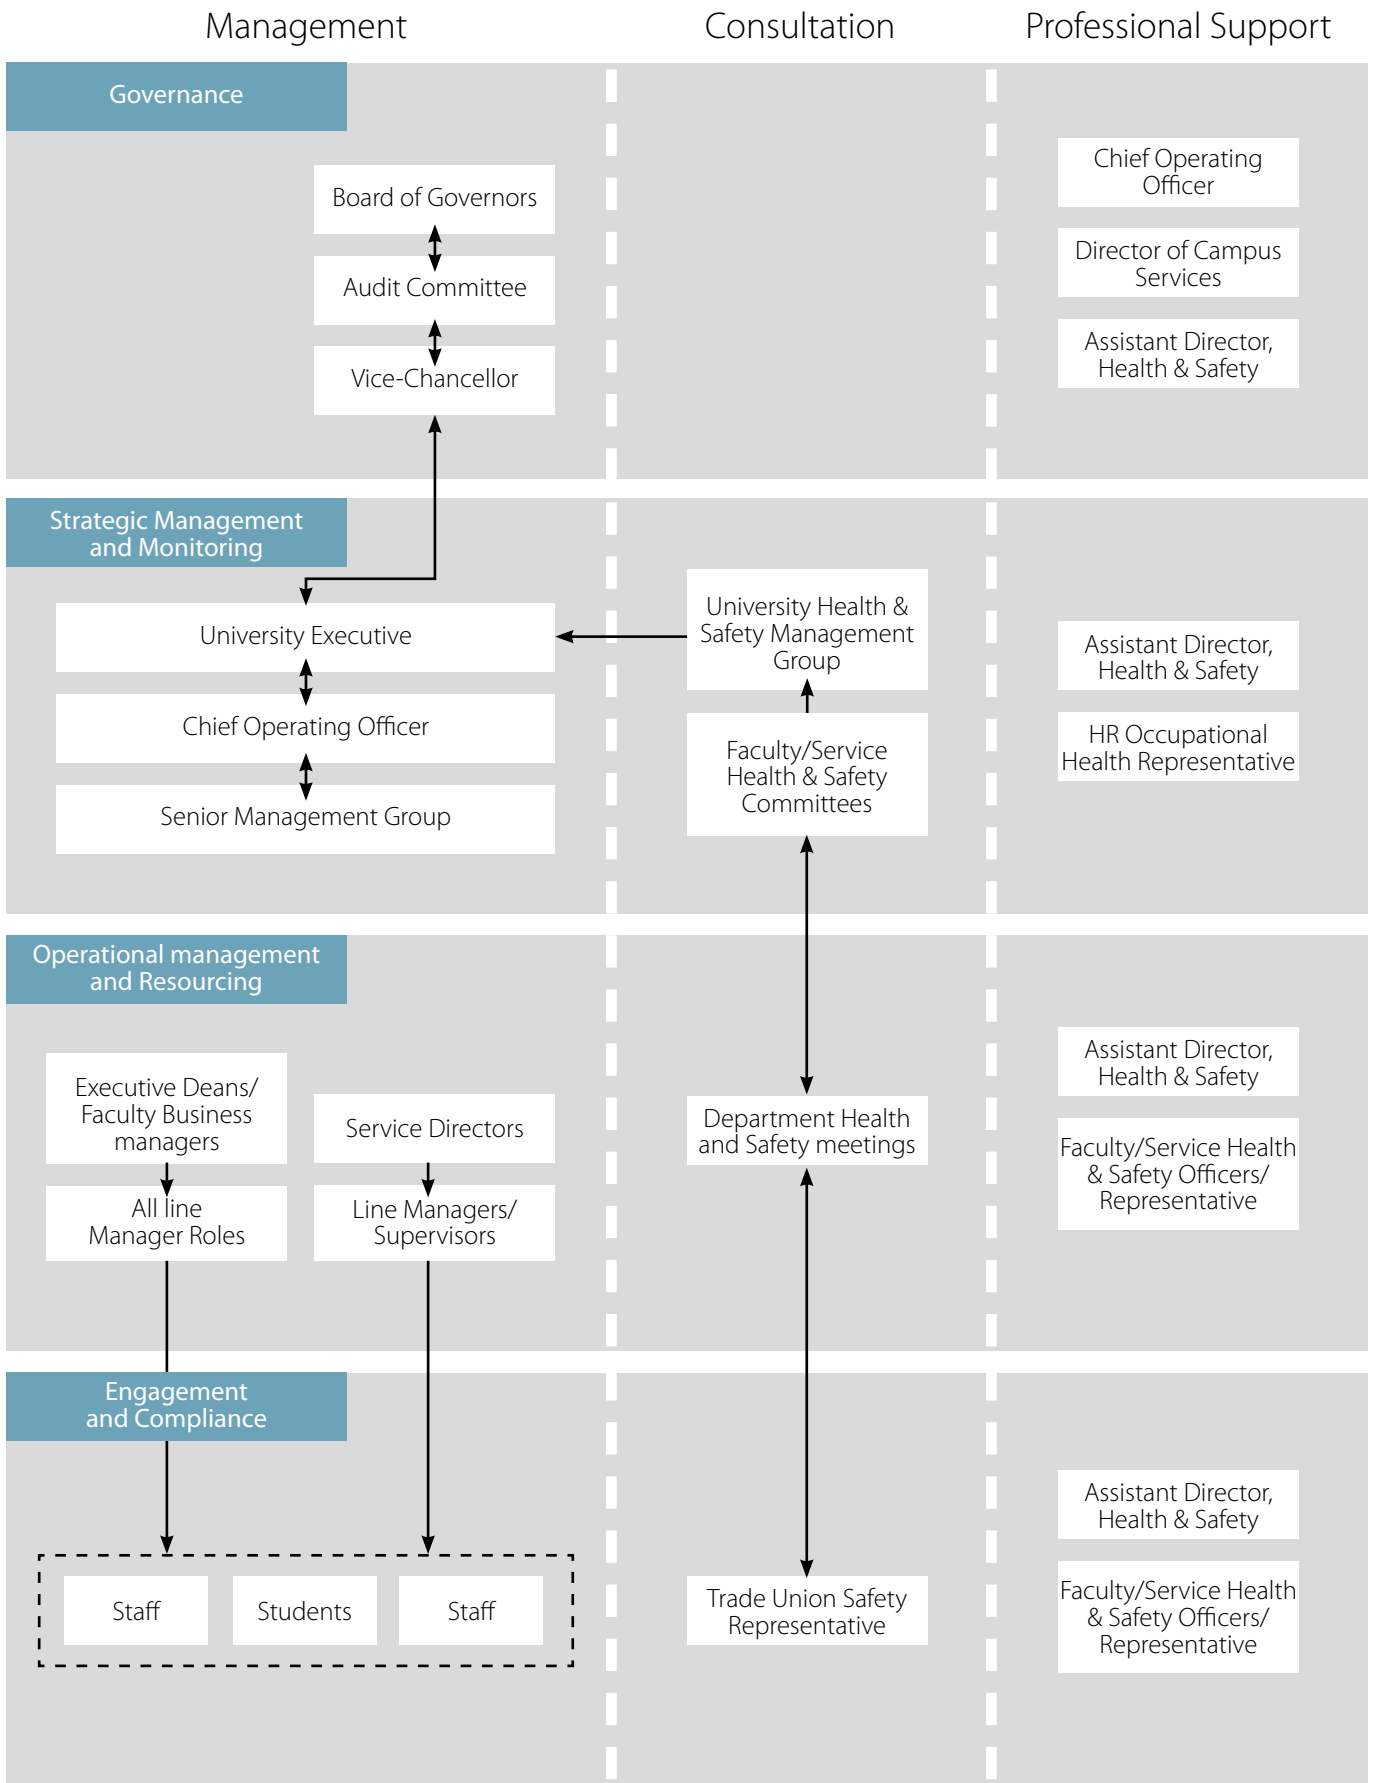 Management
Consultation
Professional Support
Governance
Board of Governors
Audit Committee
Vice-Chancellor
Chief Operating
Officer
Director of Campus
Services
Assistant Director,
Health & Safety
Strategic Management
and Monitoring
University Executive
Chief Operating Officer
Senior Management Group
University Health &
Safety Management
Group
Faculty/Service
Health & Safety
Committees
Assistant Director,
Health & Safety
HR Occupational
Health Representative
Operational management
and Resourcing
Executive Deans/
Faculty Business
managers
All line
Manager Roles
Service Directors
Line Managers/
Supervisors
Department Health
and Safety meetings
Assistant Director,
Health & Safety
Faculty/Service Health
& Safety Officers/
Representative
Engagement
and Compliance
Staff
Students
Staff
Trade Union Safety
Representative
Assistant Director,
Health & Safety
Faculty/Service Health
& Safety Officers/
Representative